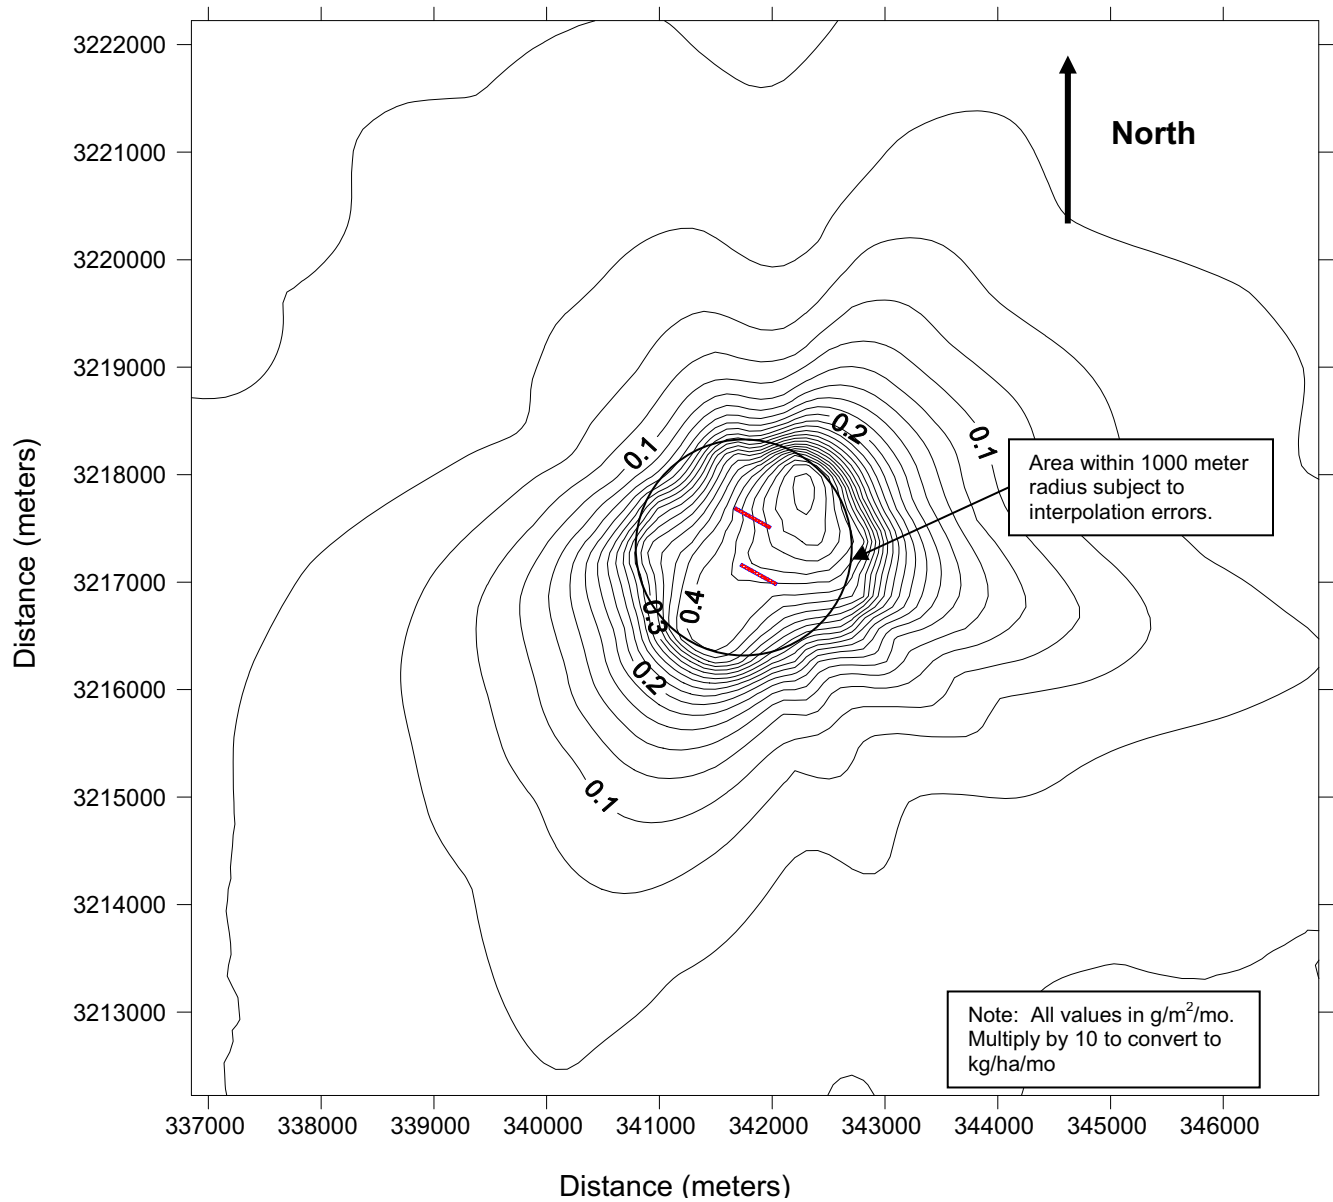 3222000
3221000
3220000
3219000
3218000
3217000
3216000
3215000
3214000
3213000
Distance (meters)
North
0.1
0.2
0.1
Area within 1000 meter
radius subject to
interpolation errors.
0.3
0.4
0.2
0.1
Note:  All values in g/m²/mo.
Multiply by 10 to convert to
kg/ha/mo
337000 338000 339000 340000 341000 342000 343000 344000 345000 346000
Distance (meters)